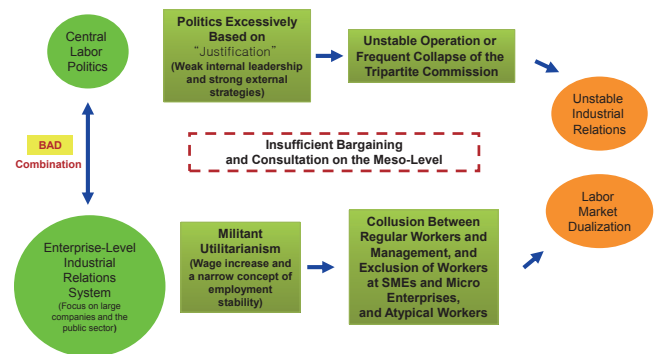 Central
Labor
Politics
Politics Excessively
Based on
"Justification"
(Weak internal leadership
and strong external
strategies)
Unstable Operation or
Frequent Collapse of the
Tripartite Commission
Unstable
Industrial
Relations
BAD
Combination
Insufficient Bargaining
and Consultation on the Meso-Level
Enterprise-Level
Industrial
Relations
System
(Focus on large
companies and the
public sector)
Militant
Utilitarianism
(Wage increase and
a narrow concept of
employment
stability)
Collusion Between
Regular Workers and
Management, and
Exclusion of Workers
at SMEs and Micro
Enterprises,
and Atypical Workers
Labor
Market
Dualization